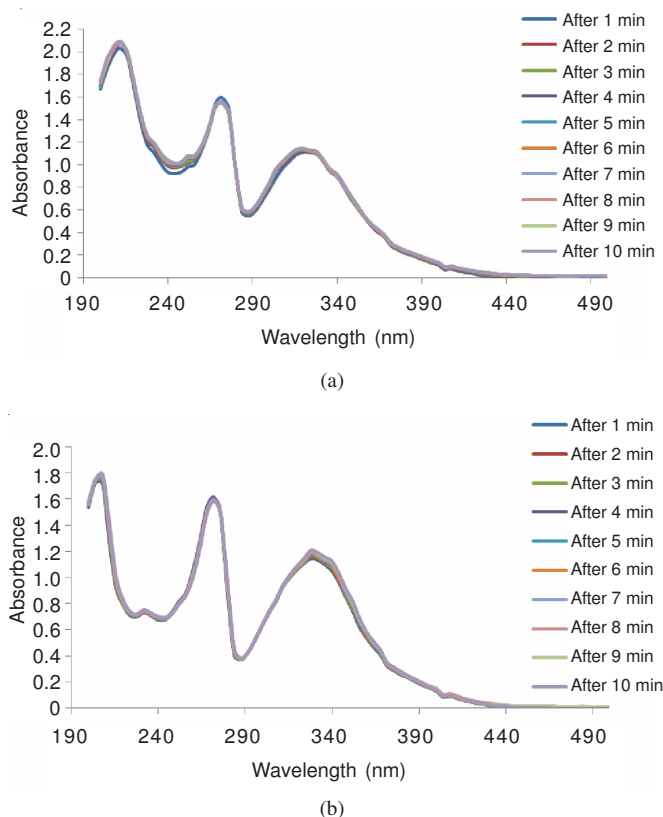 2.2
2.0
1.8
1.6
1.4
1.2
1.0
0.8
0.6
0.4
0.2
0
Absorbance
190 240 290 340 390 440 490
Wavelength (nm)
After 1 min
After 2 min
After 3 min
After 4 min
After 5 min
After 6 min
After 7 min
After 8 min
After 9 min
After 10 min
(a)
2.0
1.8
1.6
1.4
1.2
1.0
0.8
0.6
0.4
0.2
0
Absorbance
190 240 290 340 390 440 490
Wavelength (nm)
After 1 min
After 2 min
After 3 min
After 4 min
After 5 min
After 6 min
After 7 min
After 8 min
After 9 min
After 10 min
(b)